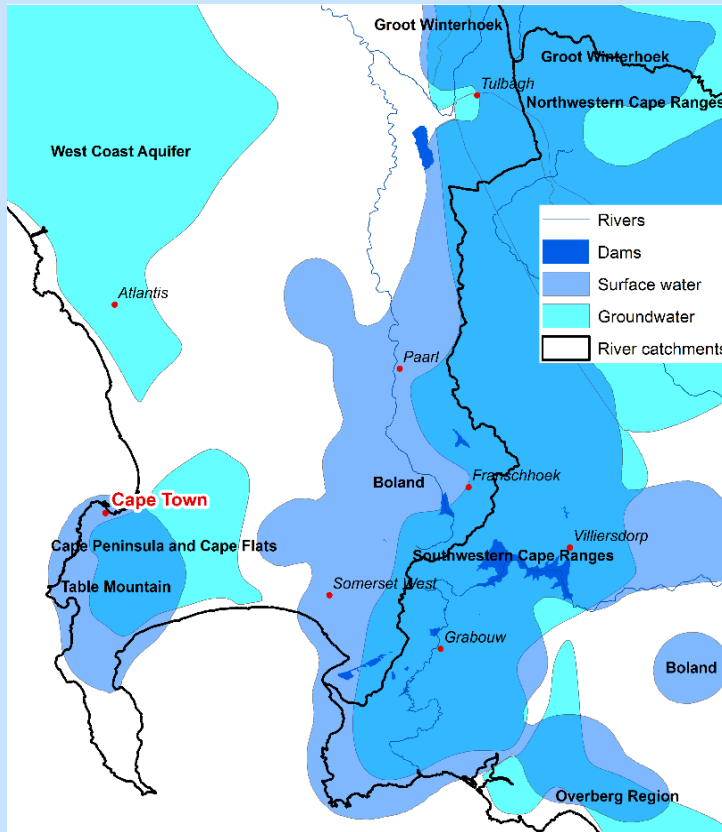 Groot Winterhoek
Groot Winterhoek
Tulbagh
Northwestern Cape Ranges
West Coast Aquifer
Rivers
Dams
Surface water
Groundwater
River catchments
Atlantis
Paarl
Boland
Franschhoek
Cape Town
Cape Peninsula and Cape Flats
Villiersdorp
Southwestern Cape Ranges
Table Mountain
Somerset West
Grabouw
Boland
Overberg Region